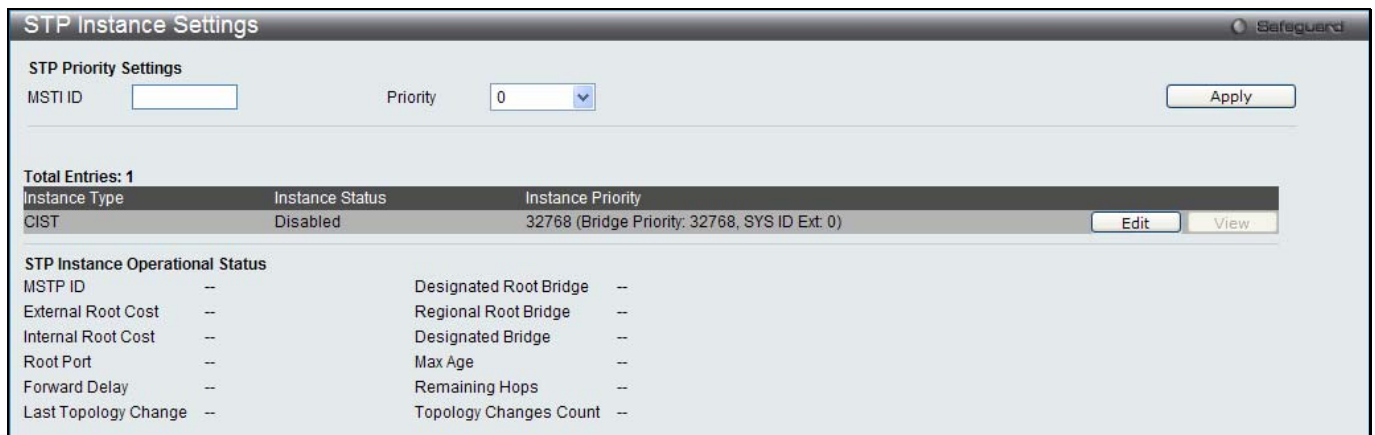 STP Instance Settings
Safeguard
STP Priority Settings
MSTI ID Priority 0 Apply
Total Entries: 1
Instance Type Instance Status Instance Priority
CIST Disabled 32768 (Bridge Priority: 32768, SYS ID Ext: 0) Edit View
STP Instance Operational Status
MSTP ID -- Designated Root Bridge --
External Root Cost -- Regional Root Bridge --
Internal Root Cost -- Designated Bridge --
Root Port -- Max Age --
Forward Delay -- Remaining Hops --
Last Topology Change -- Topology Changes Count --